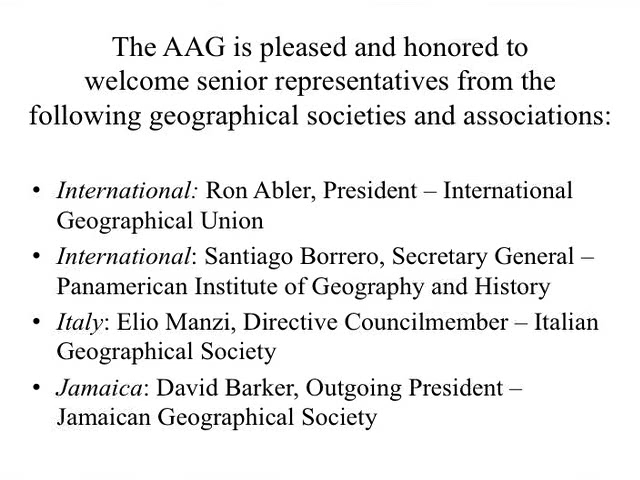 The AAG is pleased and honored to
welcome senior representatives from the
following geographical societies and associations:
• International: Ron Abler, President – International
Geographical Union
• International: Santiago Borrero, Secretary General –
Panamerican Institute of Geography and History
• Italy: Elio Manzi, Directive Councilmember – Italian
Geographical Society
• Jamaica: David Barker, Outgoing President –
Jamaican Geographical Society